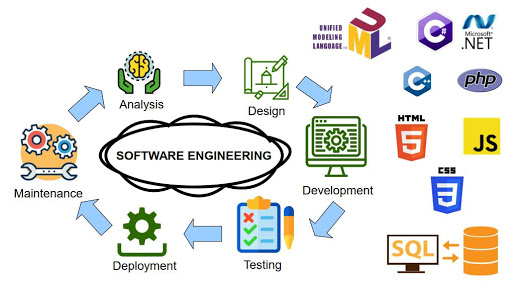 UNIFIED
MODELING
LANGUAGE™
UML
C#
Microsoft®
.NET
Analysis
Design
C++
php
HTML
5
JS
SOFTWARE ENGINEERING
CSS
3
Maintenance
Development
Deployment
Testing
SQL